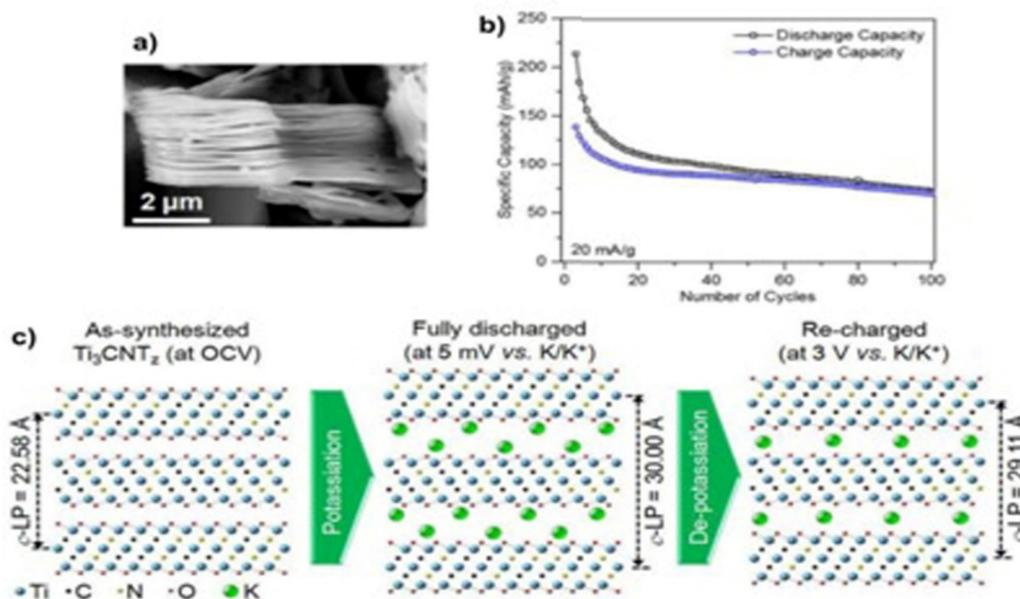 a)
2 µm
b)
250
200
150
100
50
0
Specific Capacity (mAh/g)
Discharge Capacity
Charge Capacity
20 mA/g
0 20 40 60 80 100
Number of Cycles
c)
As-synthesized
Ti₃CNT𝓏 (at OCV)
Fully discharged
(at 5 mV vs. K/K⁺)
Re-charged
(at 3 V vs. K/K⁺)
c-LP = 22.58 Å
Potassiation
c-LP = 30.00 Å
De-potassiation
c-LP = 29.11 Å
Ti C N O K